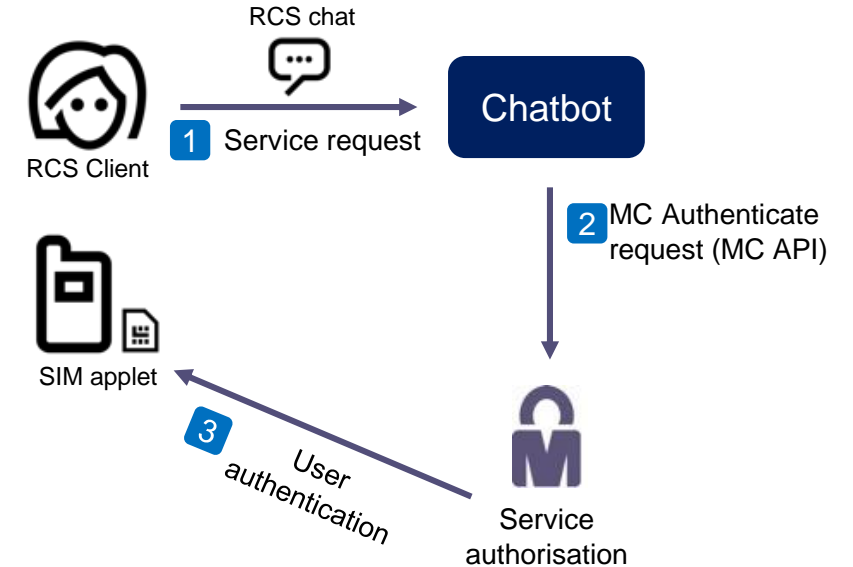 RCS chat
Chatbot
1 Service request
RCS Client
2 MC Authenticate
request (MC API)
SIM applet
3 User
authentication
M
Service
authorisation